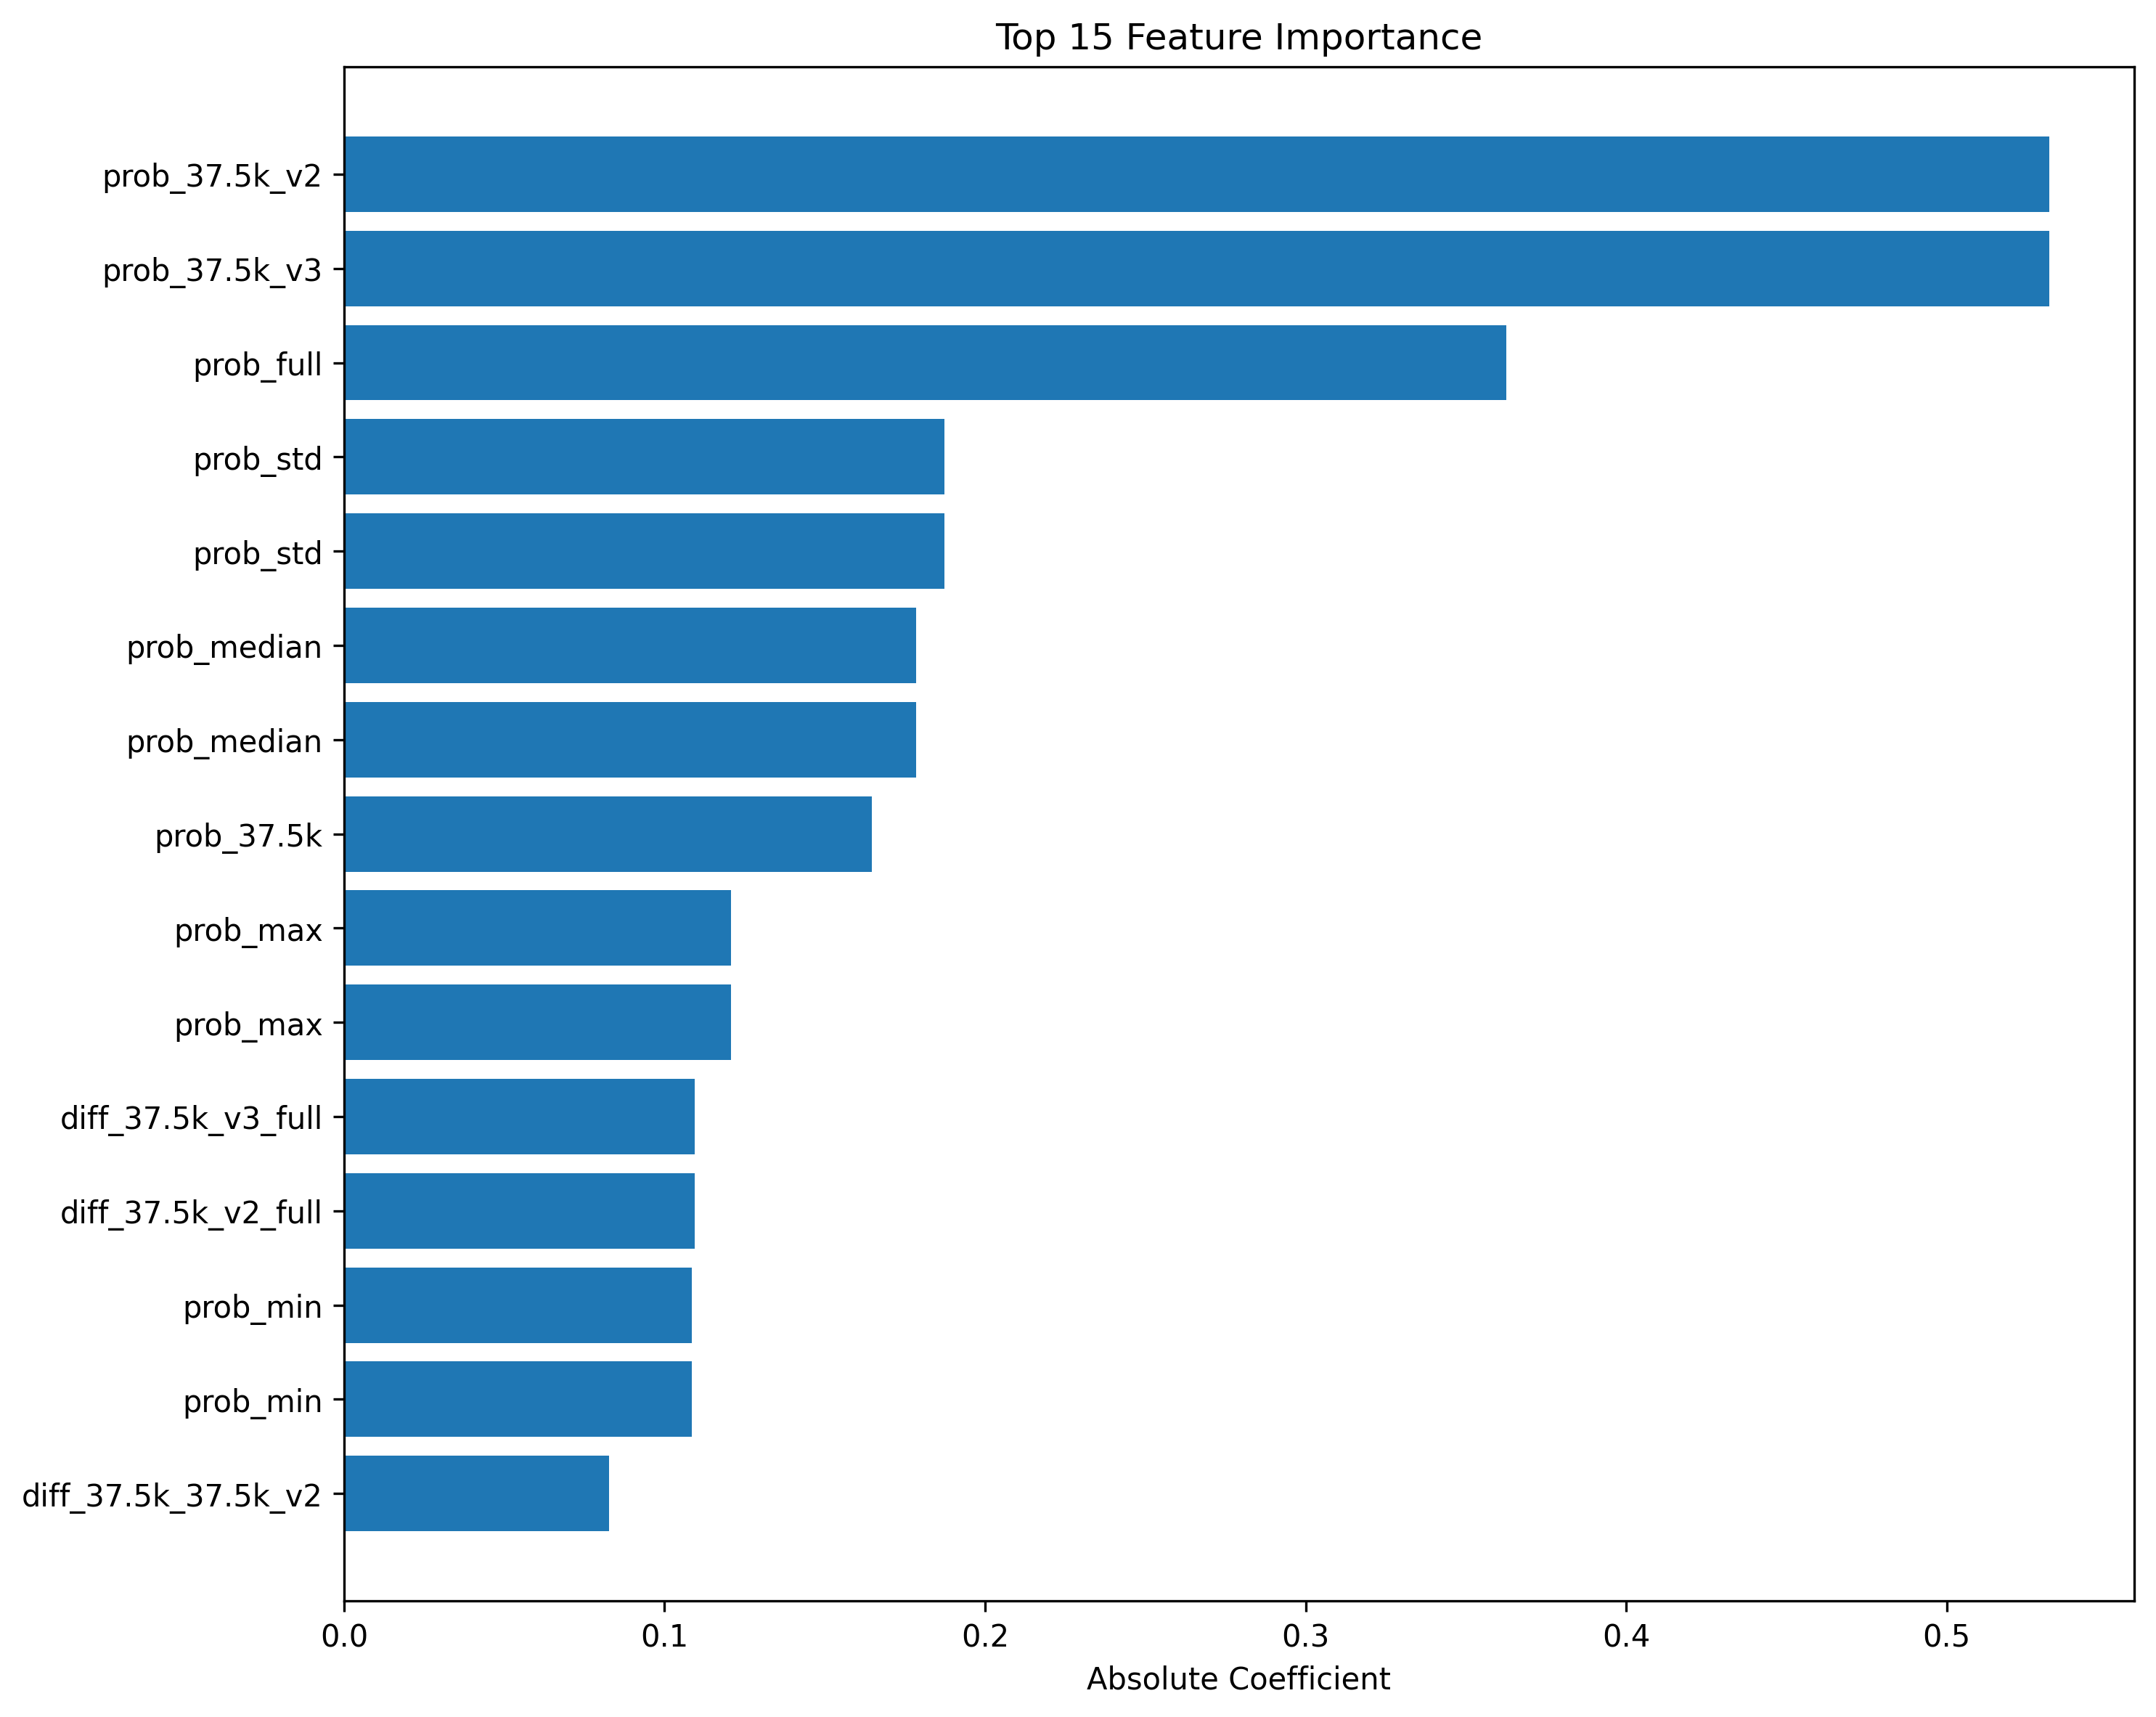 Top 15 Feature Importance
prob_37.5k_v2
prob_37.5k_v3
prob_full
prob_std
prob_std
prob_median
prob_median
prob_37.5k
prob_max
prob_max
diff_37.5k_v3_full
diff_37.5k_v2_full
prob_min
prob_min
diff_37.5k_37.5k_v2
0.0 0.1 0.2 0.3 0.4 0.5
Absolute Coefficient